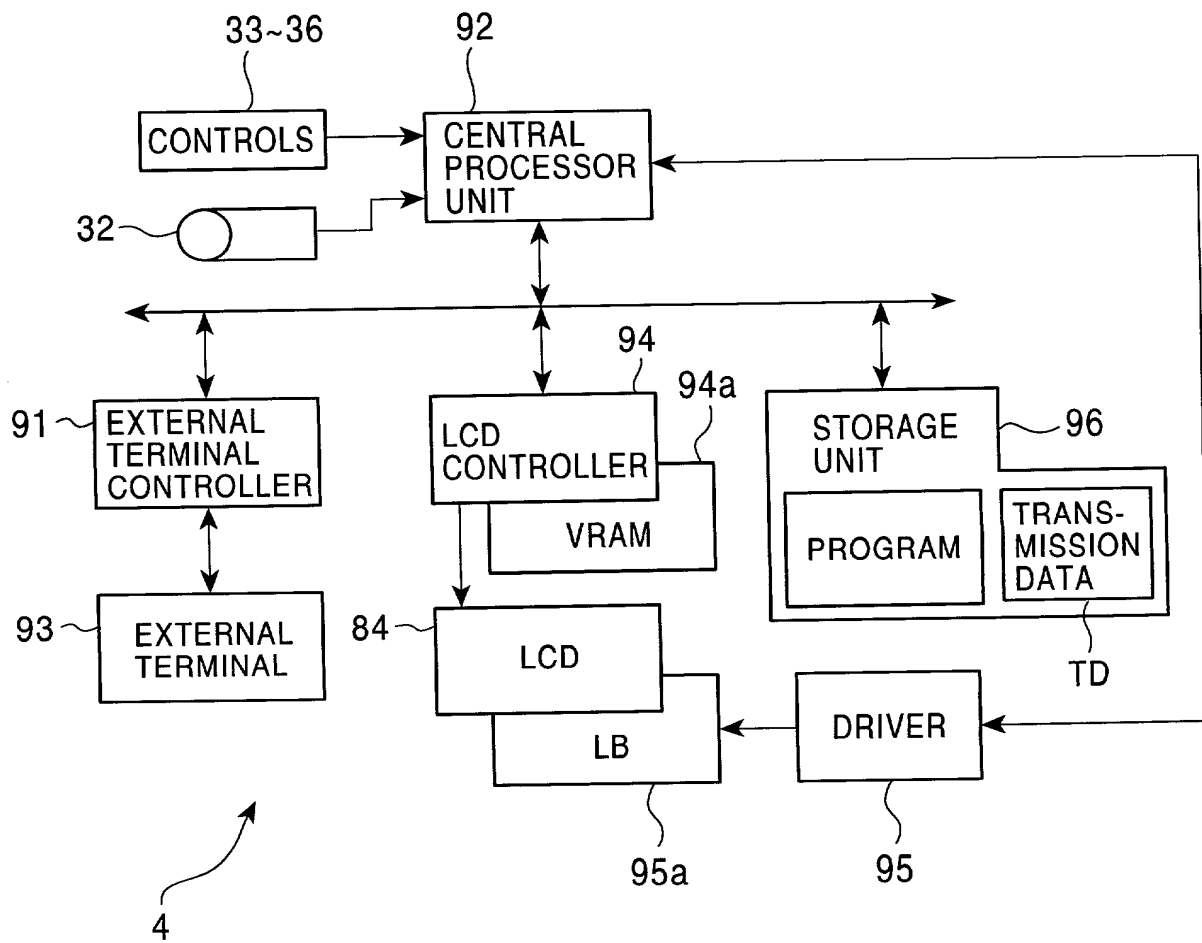 33~36
92
CONTROLS
CENTRAL
PROCESSOR
UNIT
32
94
94a
91
EXTERNAL
TERMINAL
CONTROLLER
LCD
CONTROLLER
VRAM
STORAGE
UNIT
96
PROGRAM
TRANS-
MISSION
DATA
TD
93
EXTERNAL
TERMINAL
84
LCD
LB
95a
DRIVER
95
4